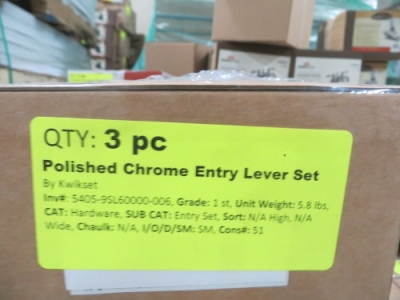 QTY: 3 pc
Polished Chrome Entry Lever Set
By Kwikset
Inv#: 5405-9SL60000-006, Grade: 1 st, Unit Weight: 5.8 lbs,
CAT: Hardware, SUB CAT: Entry Set, Sort: N/A High, N/A
Wide, Chaulk: N/A, I/O/D/SM: SM, Cons#: 51